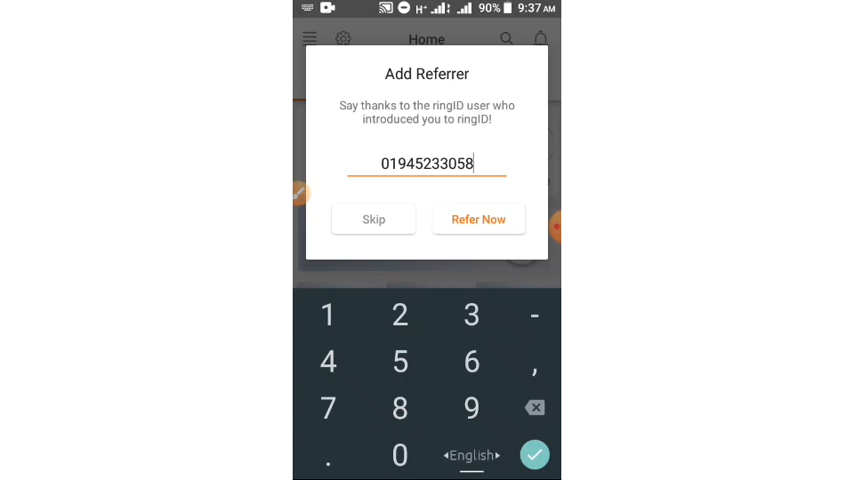 H+ 90% 9:37 AM
Home
Add Referrer
Say thanks to the ringID user who
introduced you to ringID!
01945233058
Skip Refer Now
1 2 3 -
4 5 6 ,
7 8 9
. 0 English